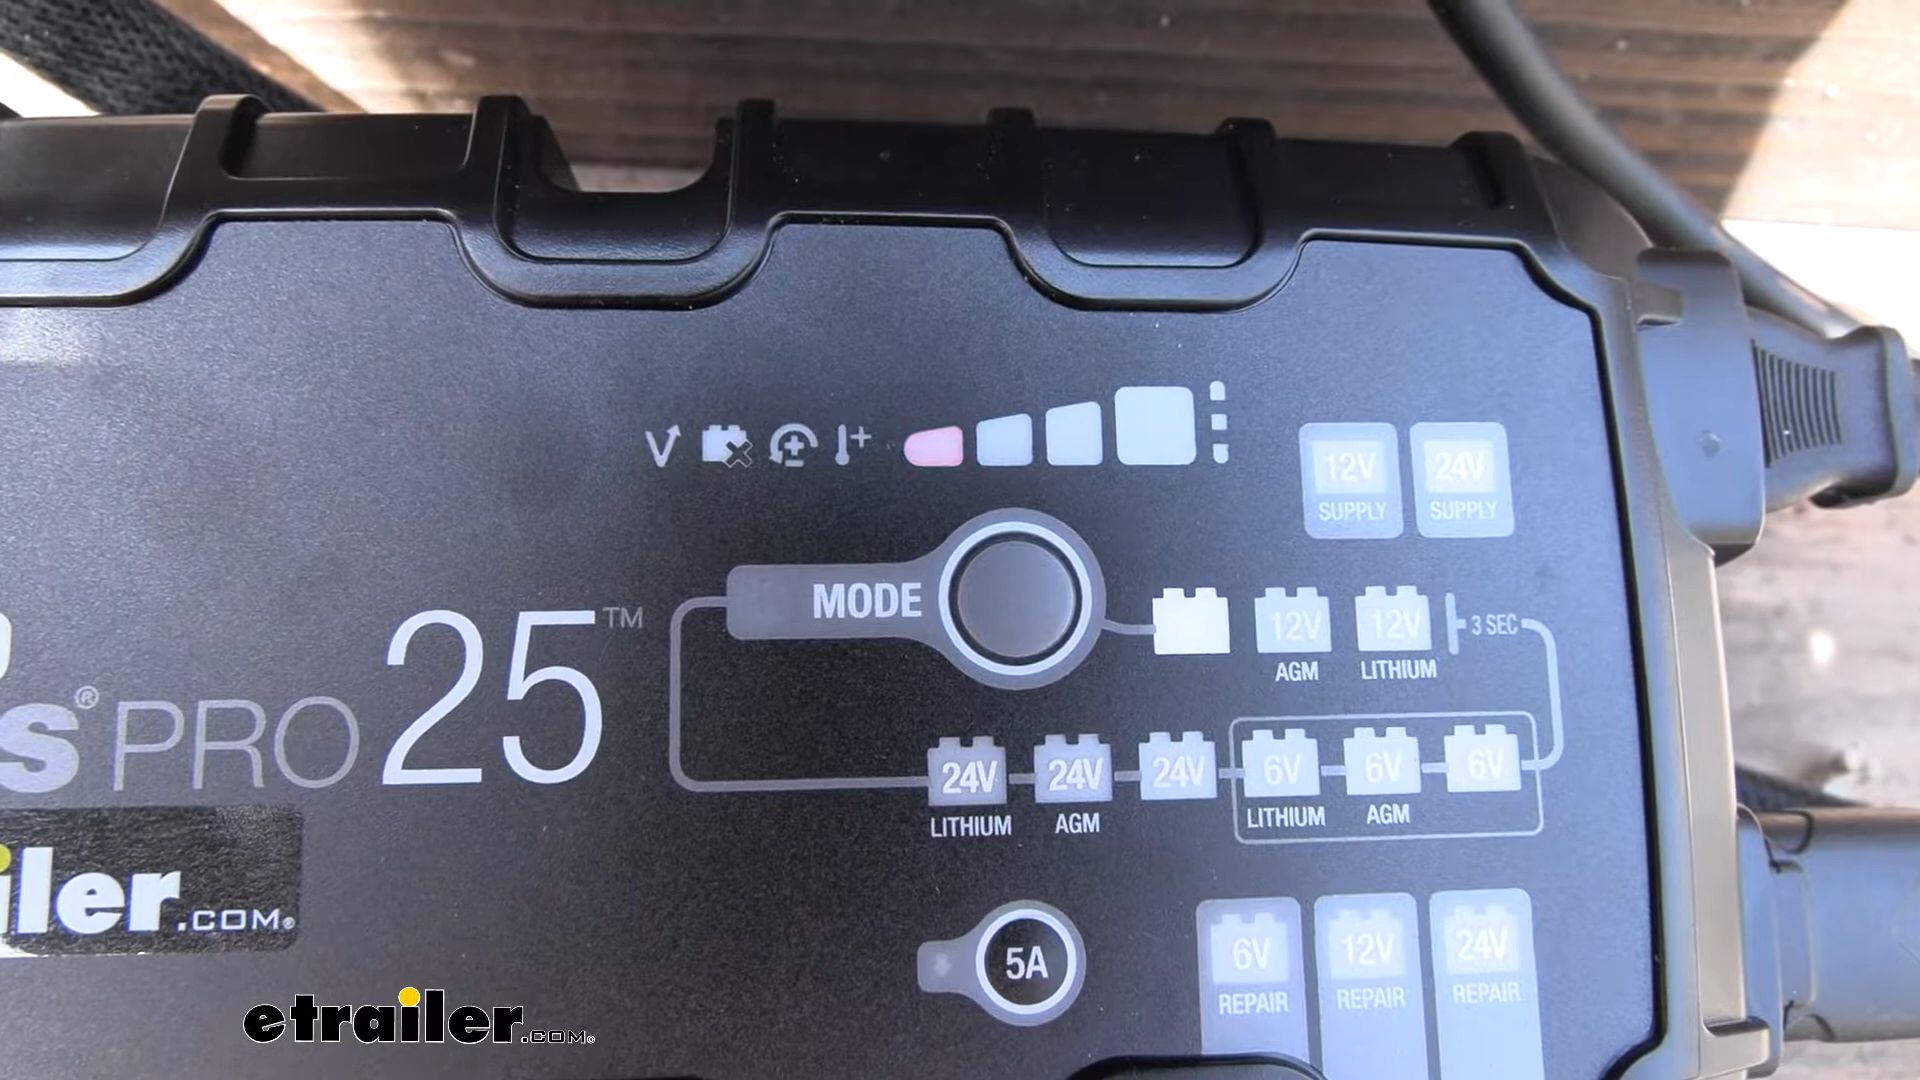 12V 24V
SUPPLY SUPPLY
MODE
12V 12V 3 SEC
AGM LITHIUM
25™
s® PRO
24V 24V 24V 6V 6V 6V
LITHIUM AGM LITHIUM AGM
iler.COM®
5A
6V 12V 24V
REPAIR REPAIR REPAIR
etrailer.COM®